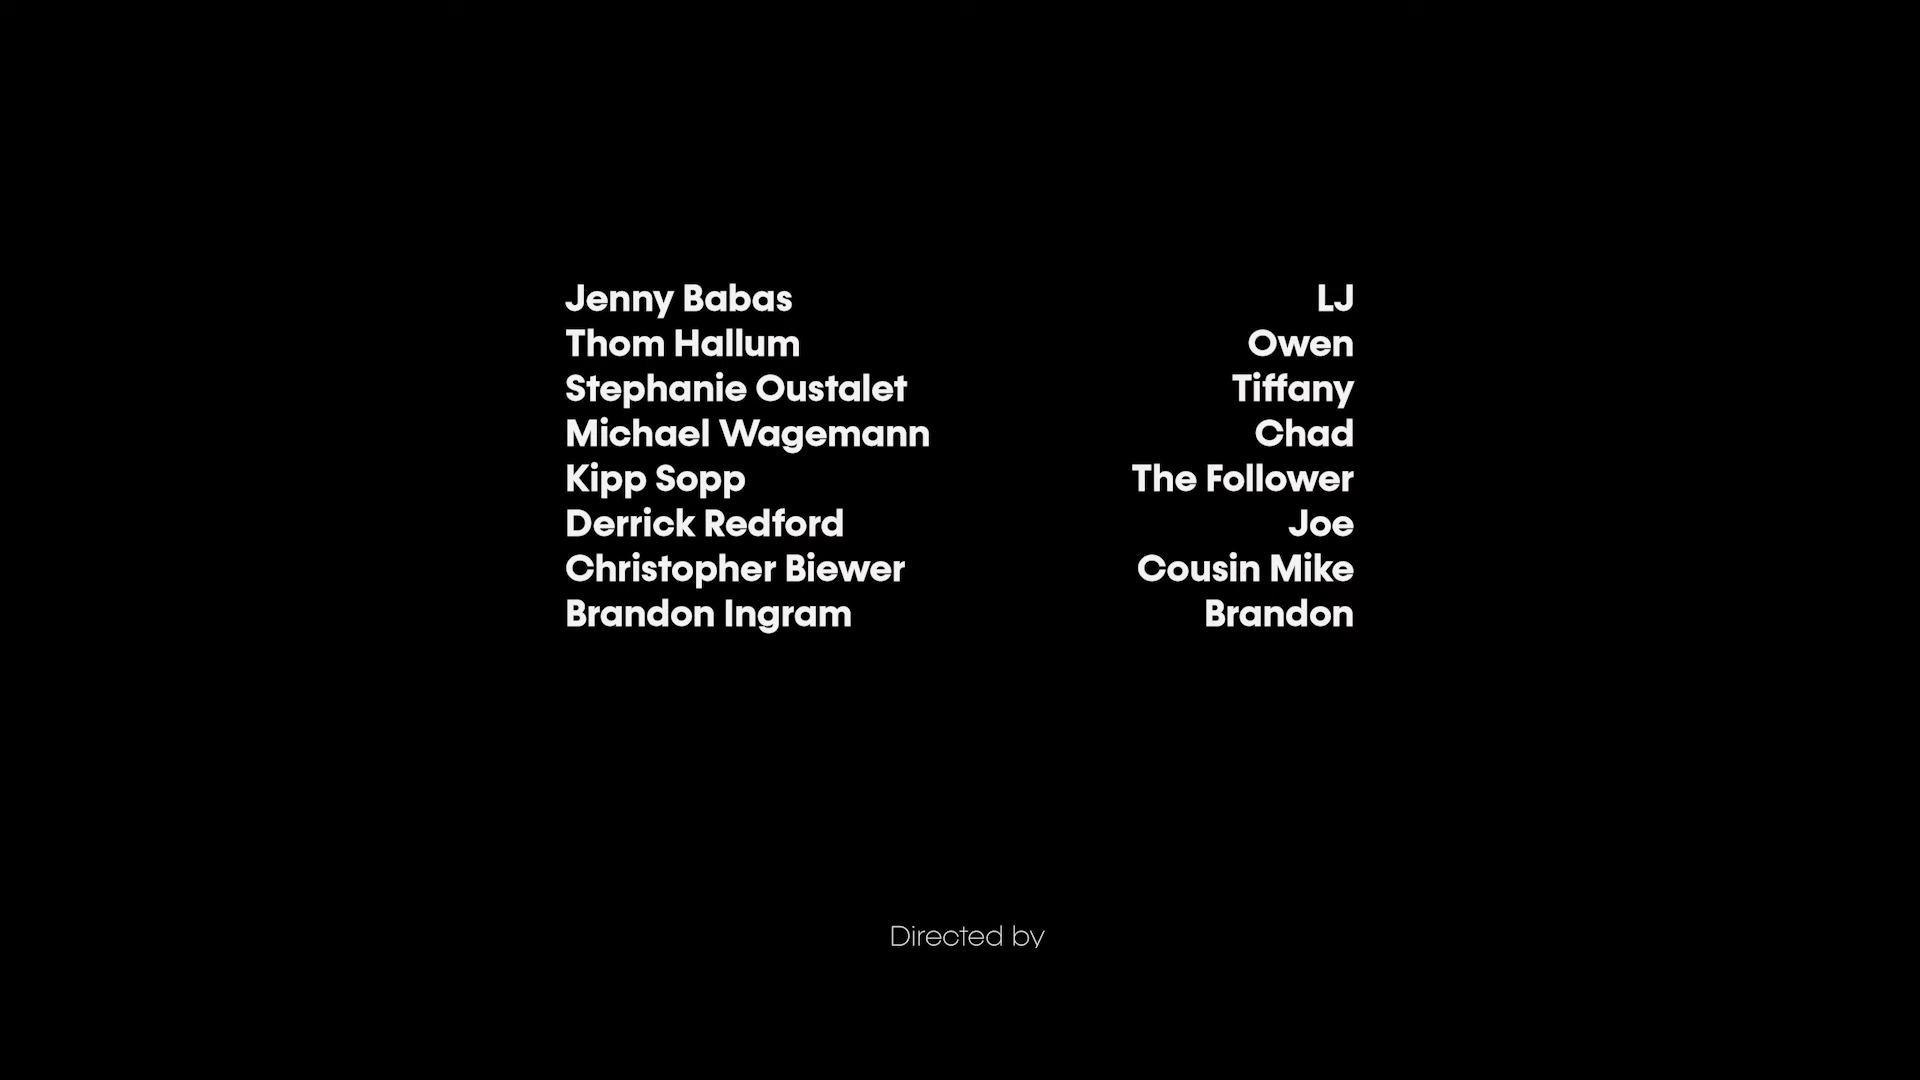 Jenny Babas LJ
Thom Hallum Owen
Stephanie Oustalet Tiffany
Michael Wagemann Chad
Kipp Sopp The Follower
Derrick Redford Joe
Christopher Biewer Cousin Mike
Brandon Ingram Brandon
Directed by